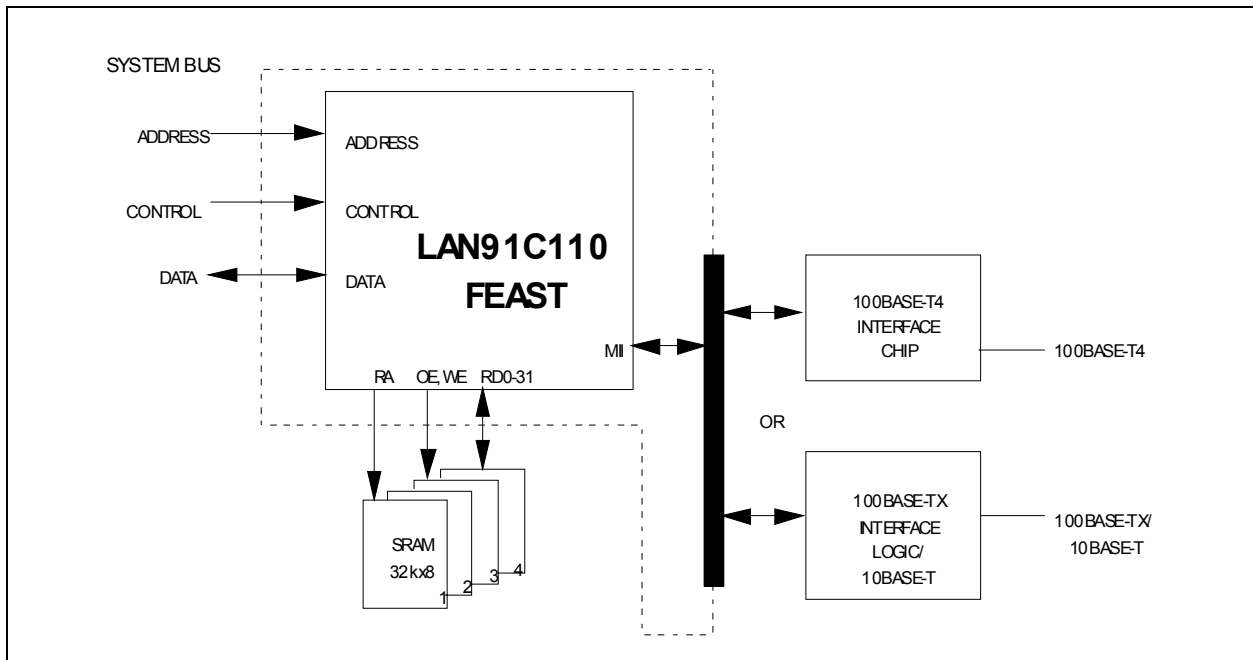 SYSTEM BUS
ADDRESS
CONTROL
DATA
ADDRESS
CONTROL
DATA
LAN91C110
FEAST
MII
RA
OE, WE
RD0-31
SRAM
32kx8
1
2
3
4
100BASE-T4
INTERFACE
CHIP
100BASE-T4
OR
100BASE-TX
INTERFACE
LOGIC/
10BASE-T
100BASE-TX/
10BASE-T